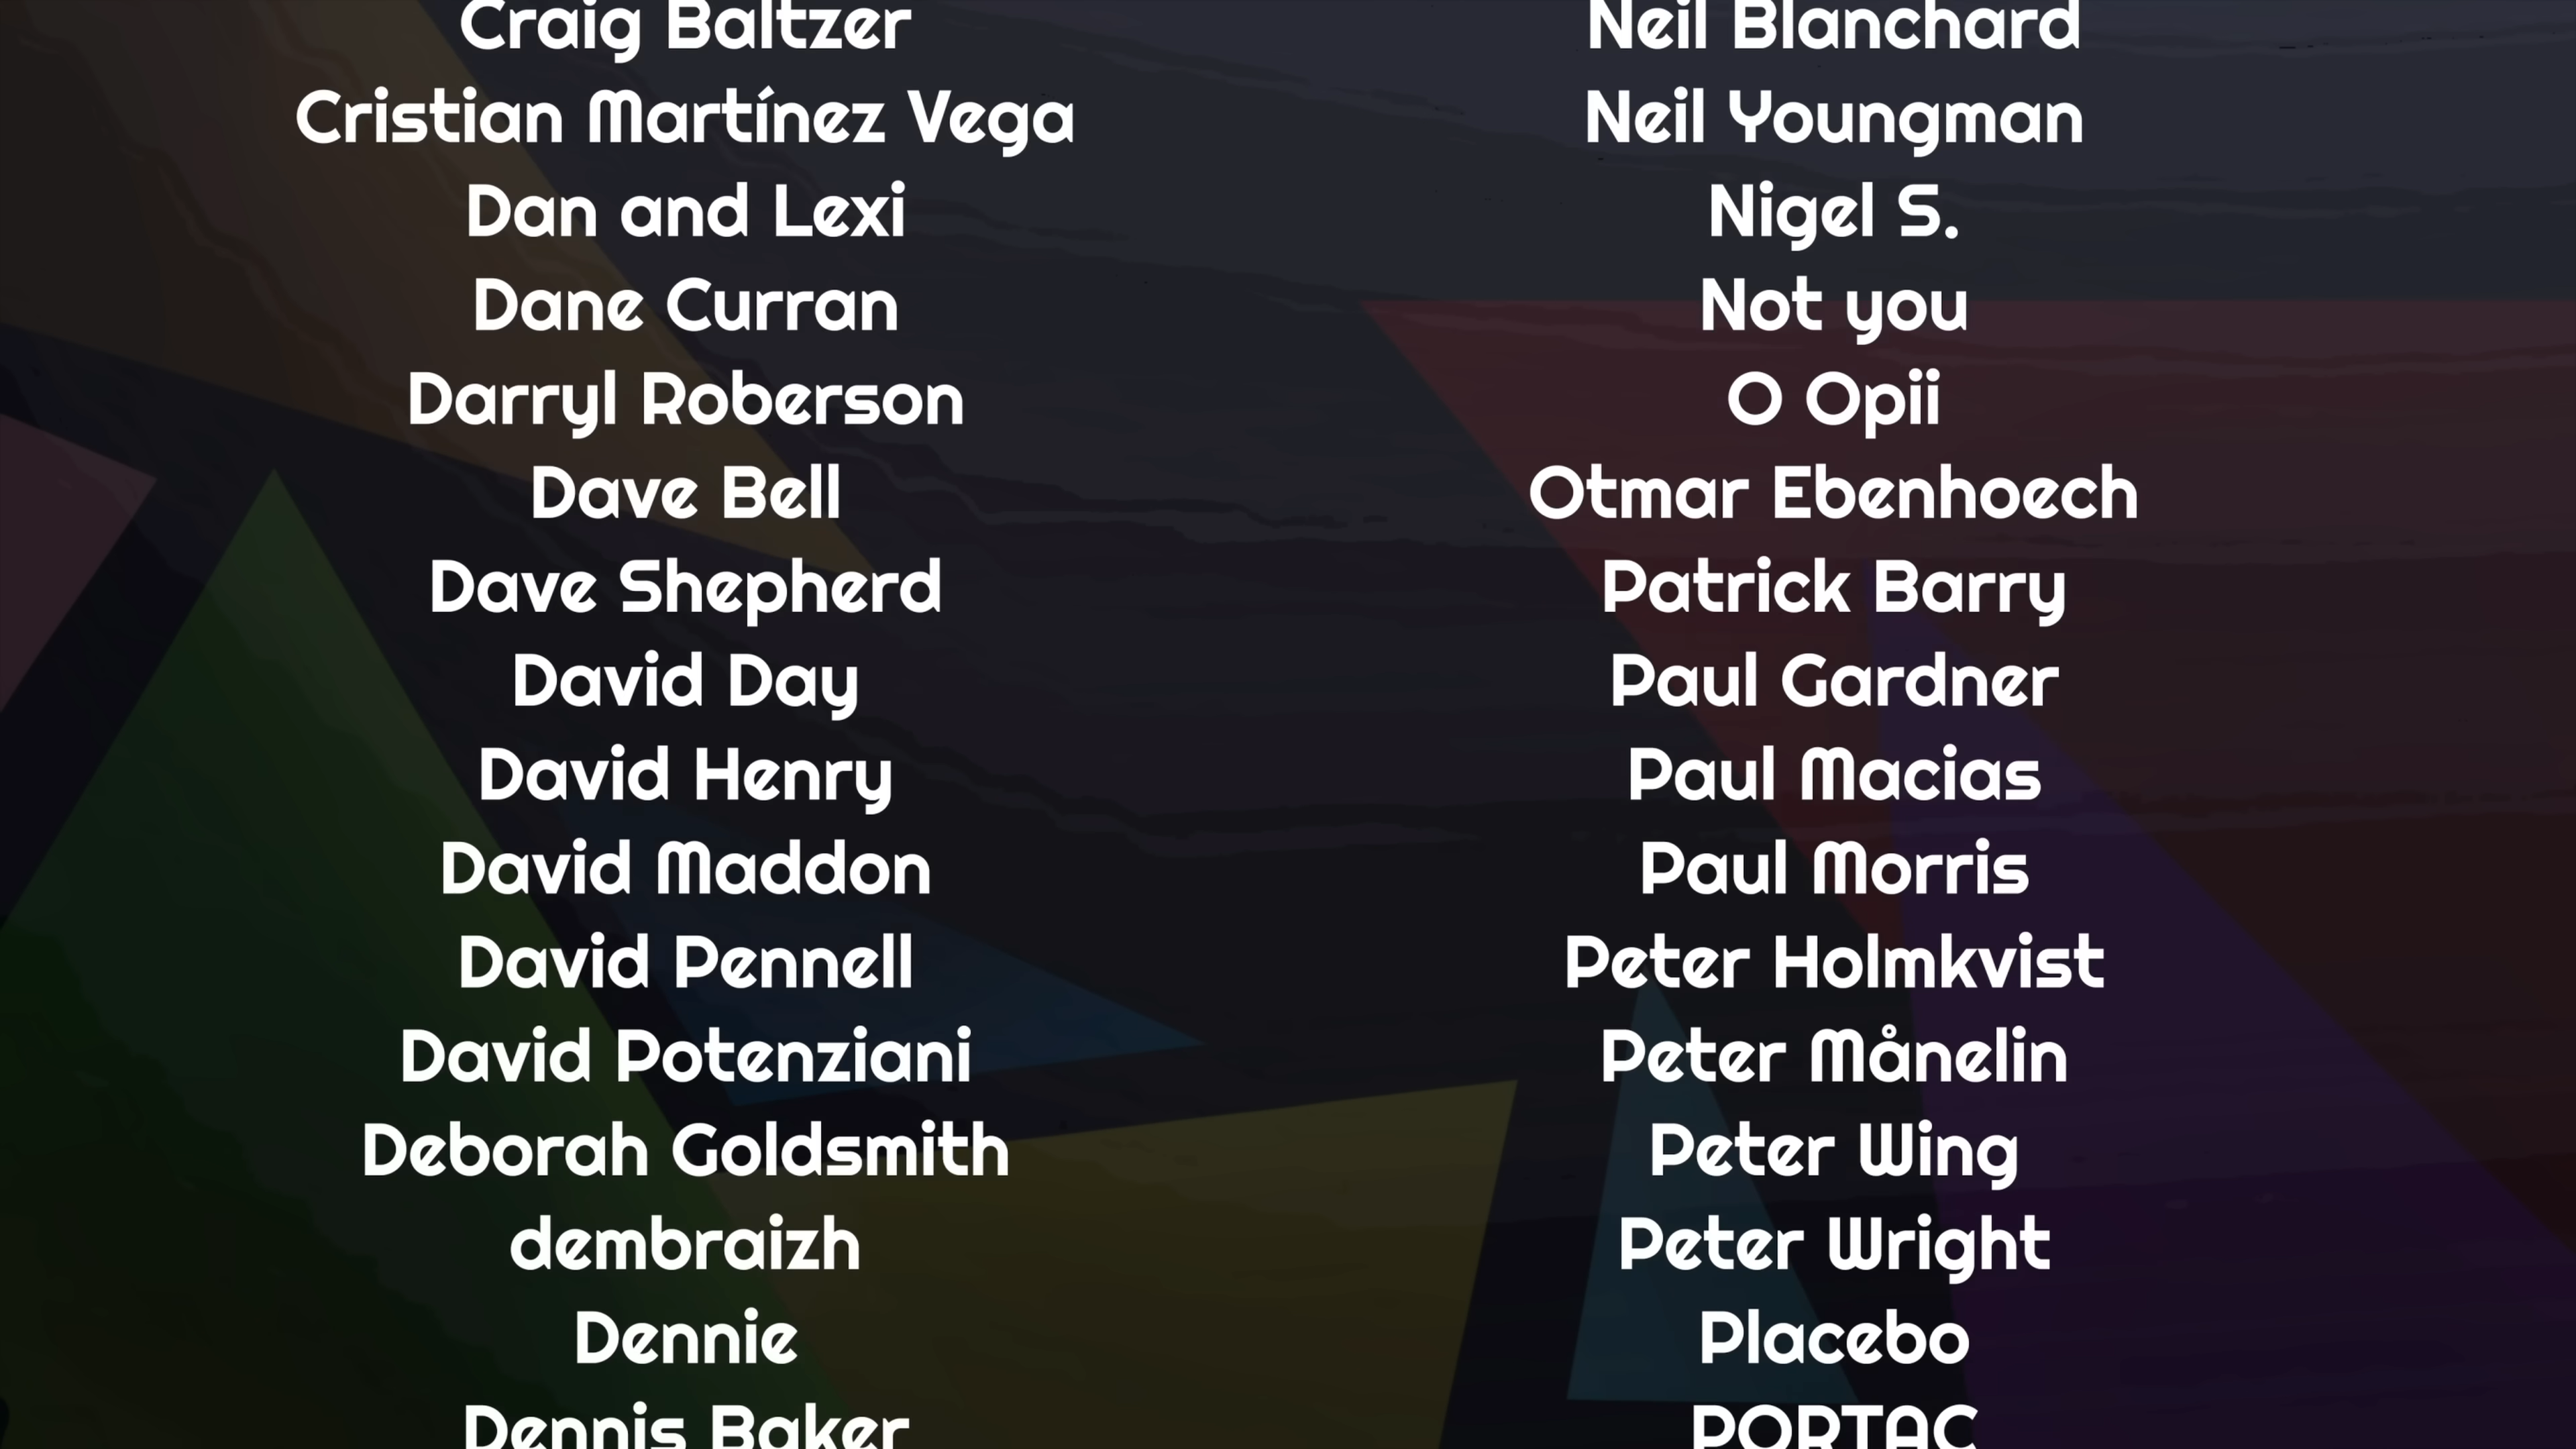 Craig Baltzer
Cristian Martínez Vega
Dan and Lexi
Dane Curran
Darryl Roberson
Dave Bell
Dave Shepherd
David Day
David Henry
David Maddon
David Pennell
David Potenziani
Deborah Goldsmith
dembraizh
Dennie
Dennis Baker
Neil Blanchard
Neil Youngman
Nigel S.
Not you
O Opii
Otmar Ebenhoech
Patrick Barry
Paul Gardner
Paul Macias
Paul Morris
Peter Holmkvist
Peter Månelin
Peter Wing
Peter Wright
Placebo
PORTAC